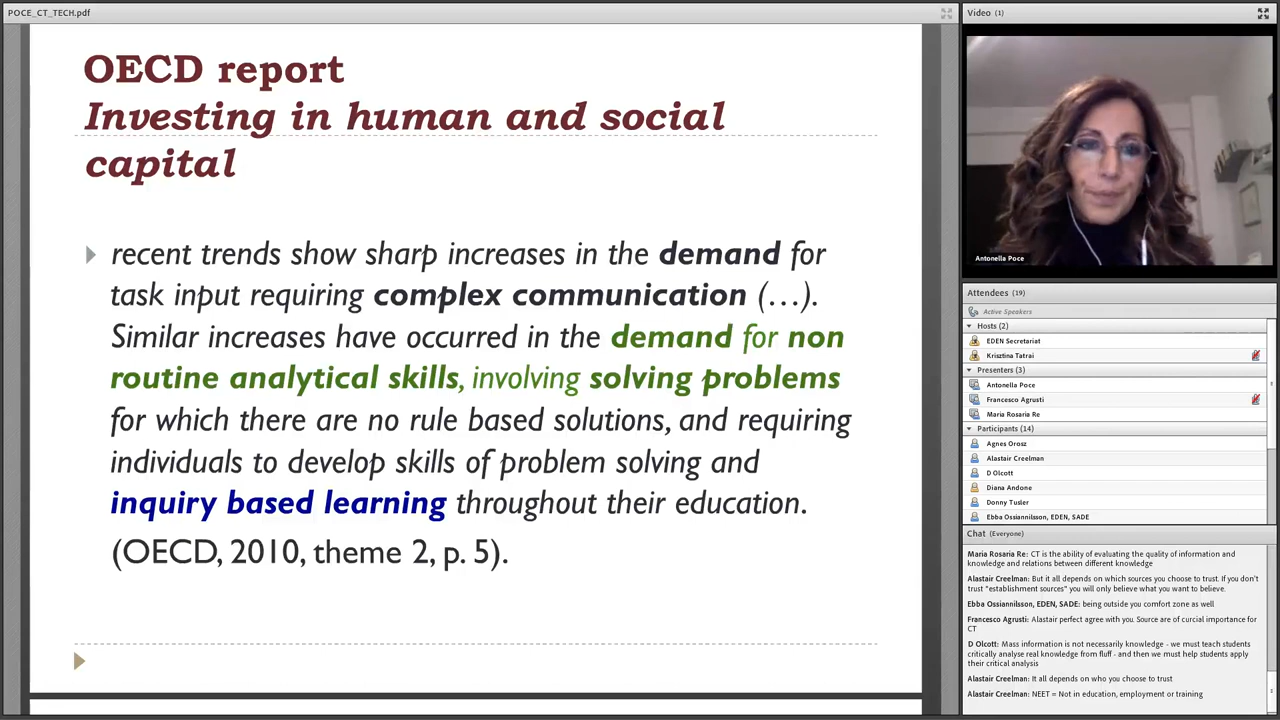 POCE_CT_TECH.pdf
OECD report
Investing in human and social
capital
recent trends show sharp increases in the demand for
task input requiring complex communication (…).
Similar increases have occurred in the demand for non
routine analytical skills, involving solving problems
for which there are no rule based solutions, and requiring
individuals to develop skills of problem solving and
inquiry based learning throughout their education.
(OECD, 2010, theme 2, p. 5).
Video (1)
Antonella Poce
Attendees (19)
Active Speakers
Hosts (2)
EDEN Secretariat
Krisztina Tatrai
Presenters (3)
Antonella Poce
Francesco Agrusti
Maria Rosaria Re
Participants (14)
Agnes Orosz
Alastair Creelman
D Olcott
Diana Andone
Donny Tusler
Ebba Ossiannilsson, EDEN, SADE
Chat (Everyone)
Maria Rosaria Re: CT is the ability of evaluating the quality of information and
knowledge and relations between different knowledge
Alastair Creelman: But it all depends on which sources you choose to trust. If you don't
trust "establishment sources" you will only believe what you want to believe.
Ebba Ossiannilsson, EDEN, SADE: being outside you comfort zone as well
Francesco Agrusti: Alastair perfect agree with you. Source are of curcial importance for
CT
D Olcott: Mass information is not necessarily knowledge - we must teach students
critically analyse real knowledge from fluff - and then we must help students apply
their critical analysis
Alastair Creelman: It all depends on who you choose to trust
Alastair Creelman: NEET = Not in education, employment or training